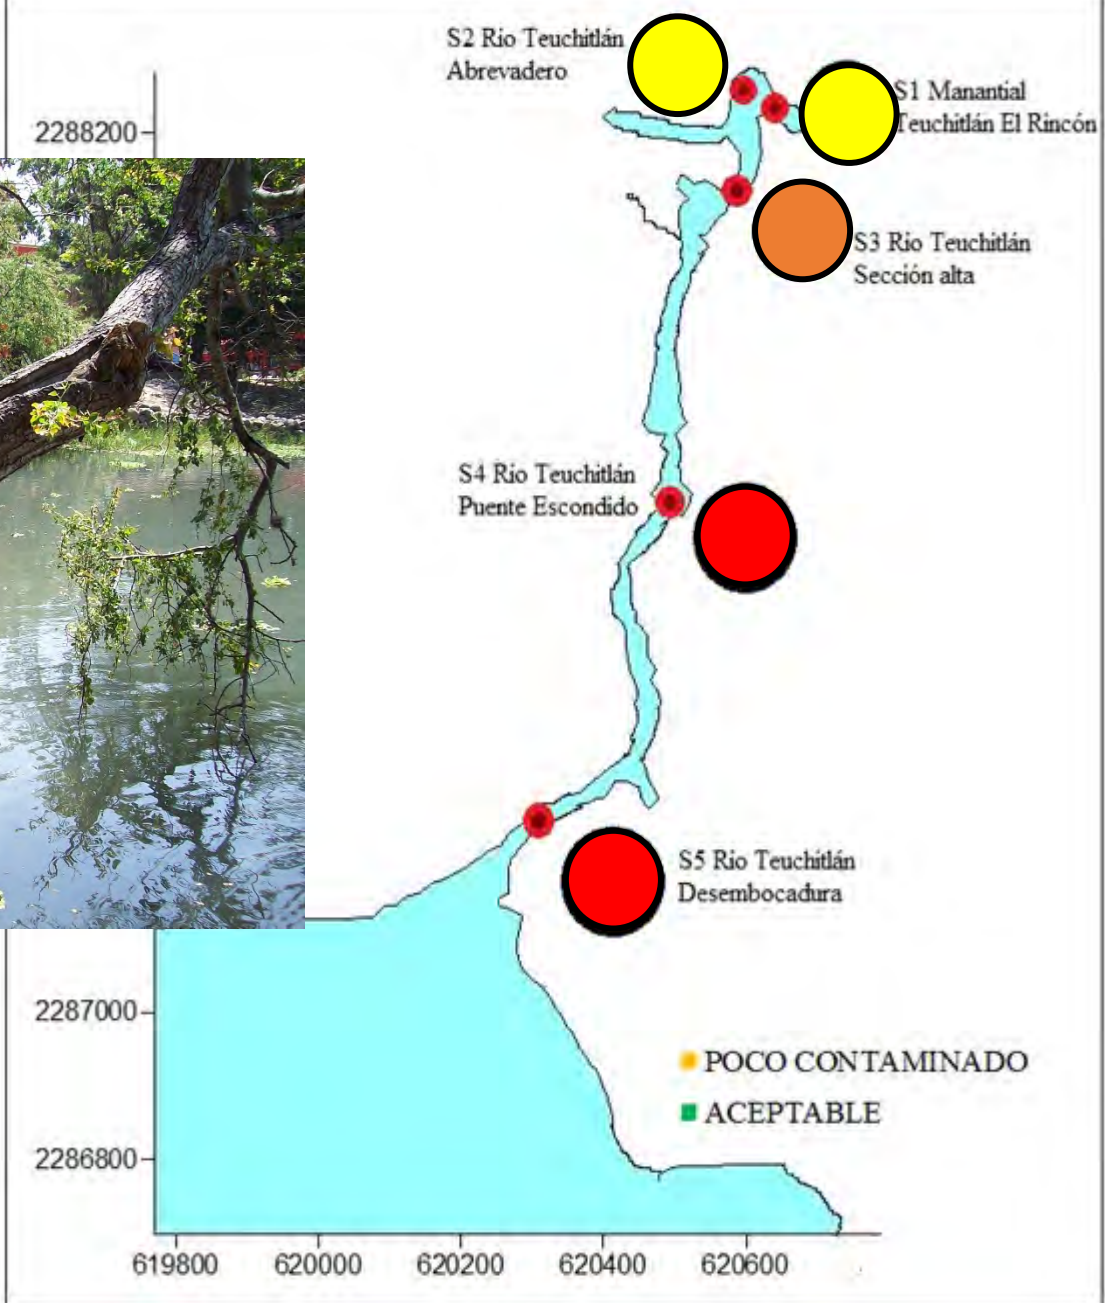 S2 Río Teuchitlán
Abrevadero
S1 Manantial
Teuchitlán El Rincón
2288200
S3 Río Teuchitlán
Sección alta
S4 Río Teuchitlán
Puente Escondido
S5 Río Teuchitlán
Desembocadura
2287000
POCO CONTAMINADO
ACEPTABLE
2286800
619800 620000 620200 620400 620600